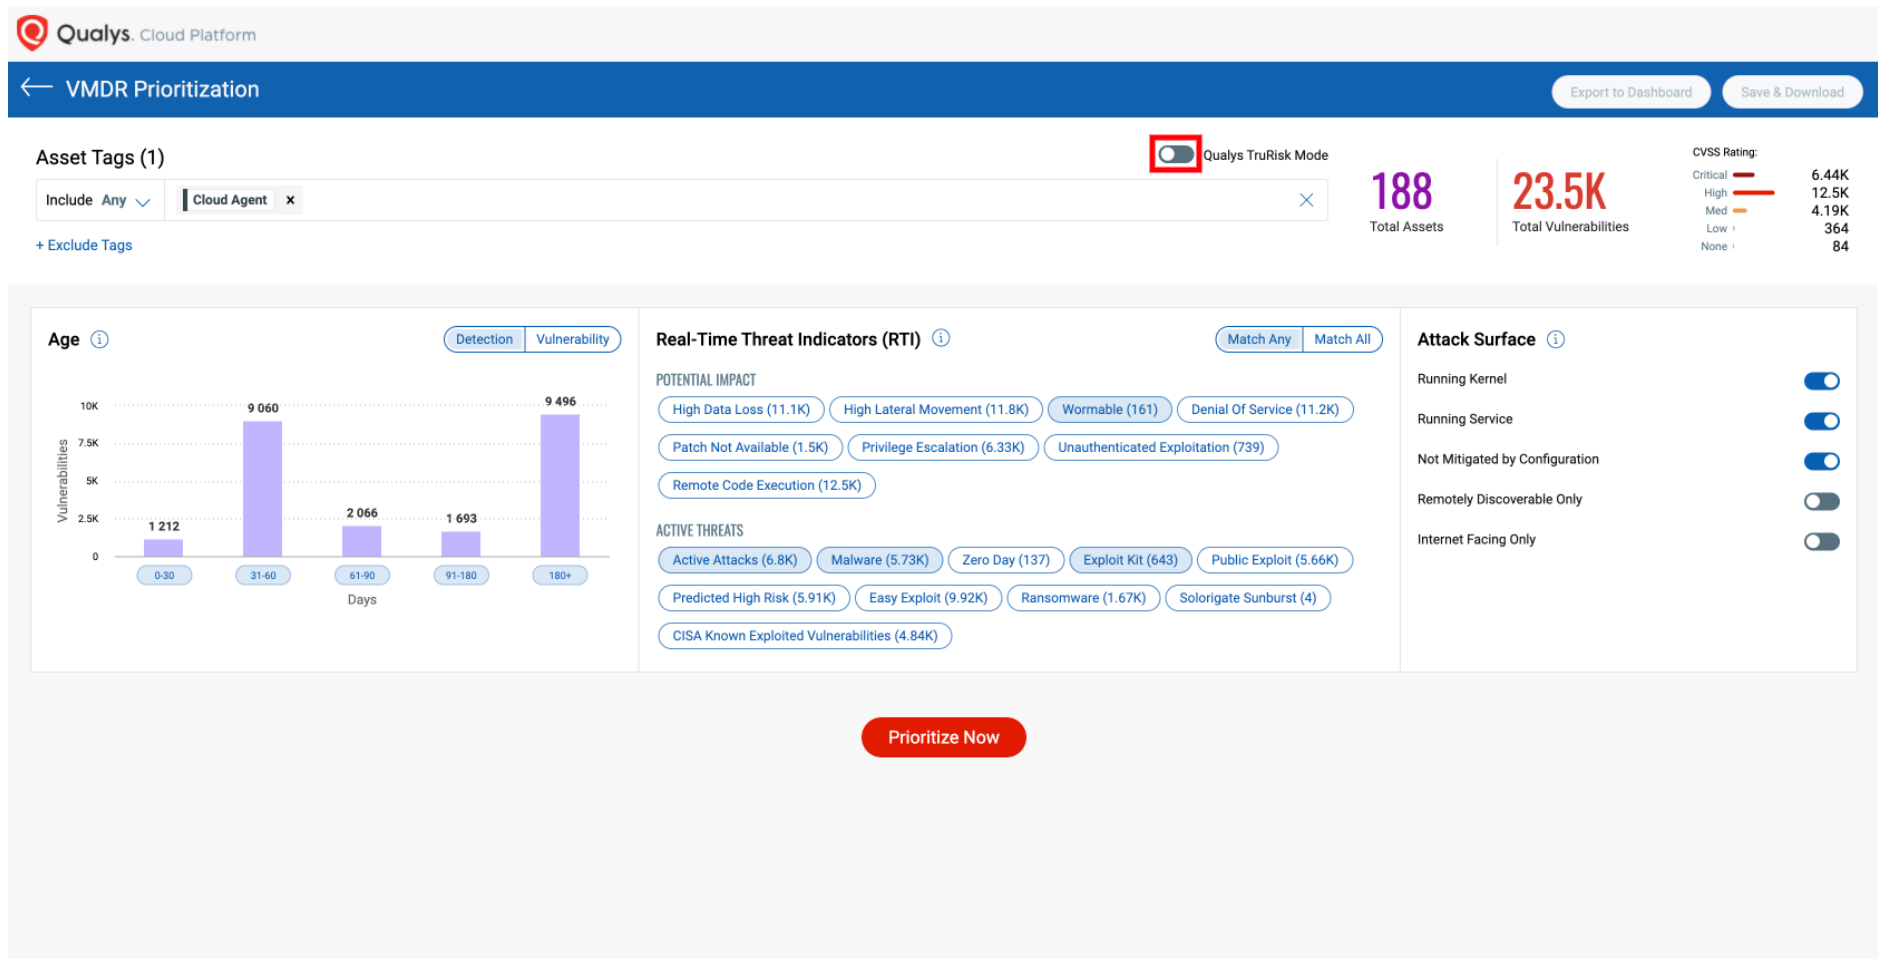 Qualys. Cloud Platform
VMDR Prioritization
Export to Dashboard
Save & Download
Asset Tags (1)
Qualys TruRisk Mode
Include Any
Cloud Agent ×
+ Exclude Tags
188
Total Assets
23.5K
Total Vulnerabilities
CVSS Rating:
Critical 6.44K
High 12.5K
Med 4.19K
Low 364
None 84
Age
Detection Vulnerability
10K
7.5K
5K
2.5K
0
Vulnerabilities
1 212
9 060
2 066
1 693
9 496
0-30 31-60 61-90 91-180 180+
Days
Real-Time Threat Indicators (RTI)
Match Any Match All
POTENTIAL IMPACT
High Data Loss (11.1K) High Lateral Movement (11.8K) Wormable (161) Denial Of Service (11.2K)
Patch Not Available (1.5K) Privilege Escalation (6.33K) Unauthenticated Exploitation (739)
Remote Code Execution (12.5K)
ACTIVE THREATS
Active Attacks (6.8K) Malware (5.73K) Zero Day (137) Exploit Kit (643) Public Exploit (5.66K)
Predicted High Risk (5.91K) Easy Exploit (9.92K) Ransomware (1.67K) Solorigate Sunburst (4)
CISA Known Exploited Vulnerabilities (4.84K)
Attack Surface
Running Kernel
Running Service
Not Mitigated by Configuration
Remotely Discoverable Only
Internet Facing Only
Prioritize Now